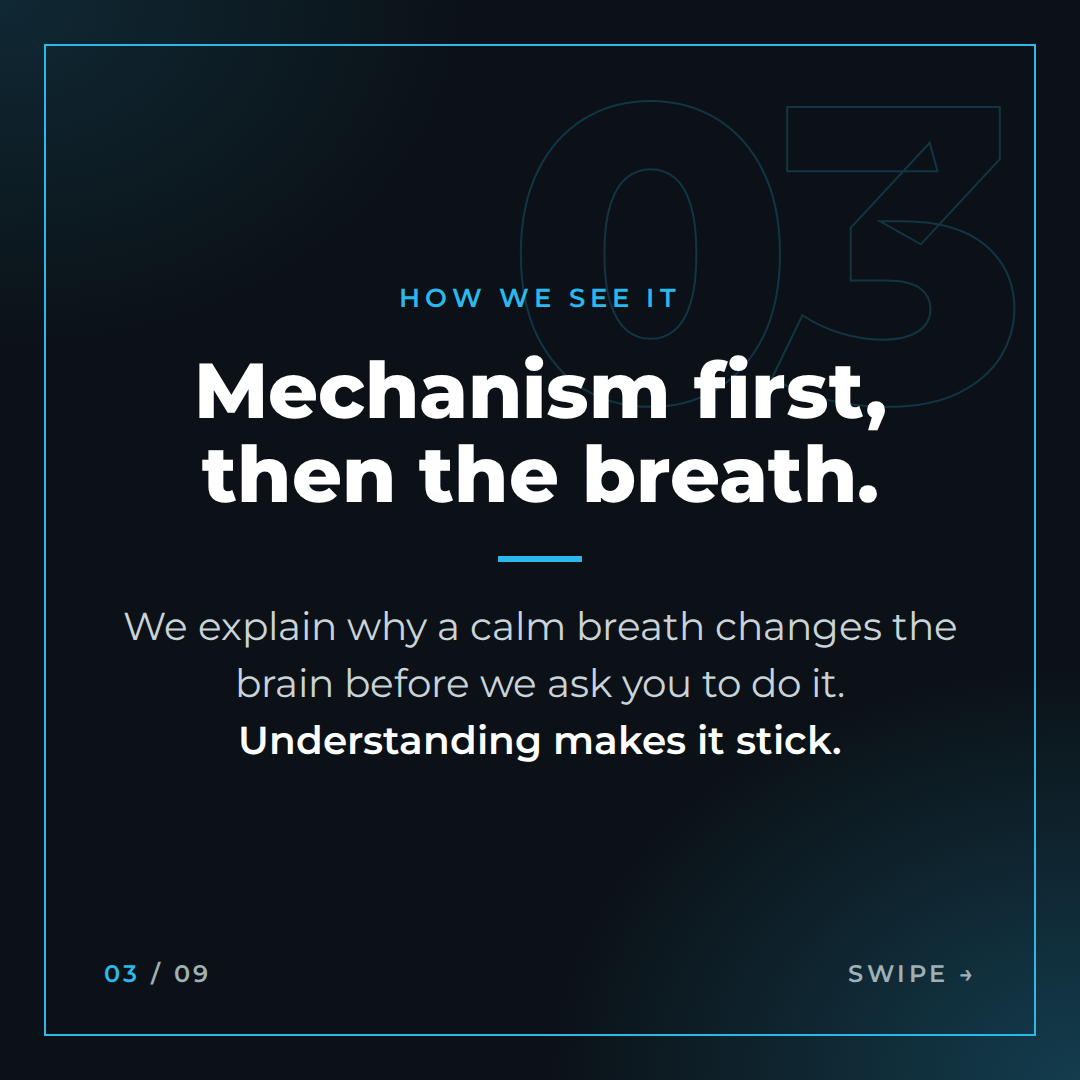 03
HOW WE SEE IT
Mechanism first,
then the breath.
We explain why a calm breath changes the
brain before we ask you to do it.
Understanding makes it stick.
03 / 09
SWIPE →